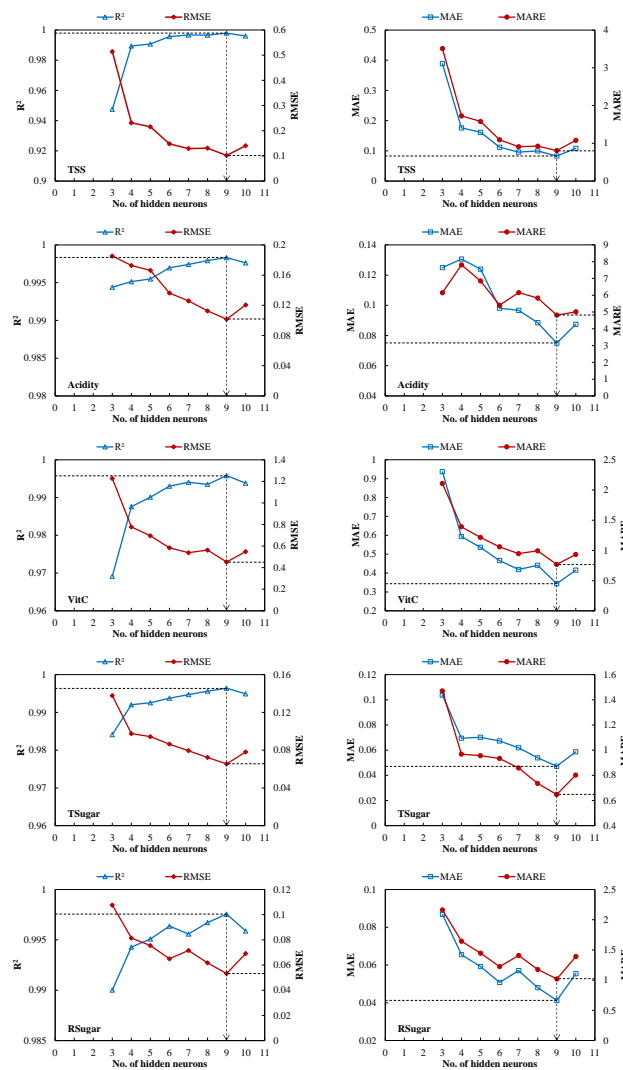 R² RMSE
1 0.6
0.98 0.5
0.96 0.4
0.3
0.94 0.2
0.92 0.1
0.9 0
R²
RMSE
TSS
0 1 2 3 4 5 6 7 8 9 10 11
No. of hidden neurons
MAE MARE
0.5 4
0.4 3
0.3 2
0.2
0.1 1
0 0
MAE
MARE
TSS
0 1 2 3 4 5 6 7 8 9 10 11
No. of hidden neurons
R² RMSE
1 0.2
0.995 0.16
0.12
0.99
0.08
0.985 0.04
0.98 0
R²
RMSE
Acidity
0 1 2 3 4 5 6 7 8 9 10 11
No. of hidden neurons
MAE MARE
0.14 9
8
0.12 7
0.1 6
5
0.08 4
3
0.06 2
1
0.04 0
MAE
MARE
Acidity
0 1 2 3 4 5 6 7 8 9 10 11
No. of hidden neurons
R² RMSE
1 1.4
1.2
0.99 1
0.8
0.98
0.6
0.97 0.4
0.2
0.96 0
R²
RMSE
VitC
0 1 2 3 4 5 6 7 8 9 10 11
No. of hidden neurons
MAE MARE
1 2.5
0.9
0.8 2
0.7 1.5
0.6
0.5 1
0.4
0.3 0.5
0.2 0
MAE
MARE
VitC
0 1 2 3 4 5 6 7 8 9 10 11
No. of hidden neurons
R² RMSE
1 0.16
0.99 0.12
0.98 0.08
0.97 0.04
0.96 0
R²
RMSE
TSugar
0 1 2 3 4 5 6 7 8 9 10 11
No. of hidden neurons
MAE MARE
0.12 1.6
0.1 1.4
0.08 1.2
0.06 1
0.04 0.8
0.02 0.6
0 0.4
MAE
MARE
TSugar
0 1 2 3 4 5 6 7 8 9 10 11
No. of hidden neurons
R² RMSE
1 0.12
0.1
0.995 0.08
0.06
0.99 0.04
0.02
0.985 0
R²
RMSE
RSugar
0 1 2 3 4 5 6 7 8 9 10 11
No. of hidden neurons
MAE MARE
0.1 2.5
0.08 2
1.5
0.06
1
0.04 0.5
0.02 0
MAE
MARE
RSugar
0 1 2 3 4 5 6 7 8 9 10 11
No. of hidden neurons